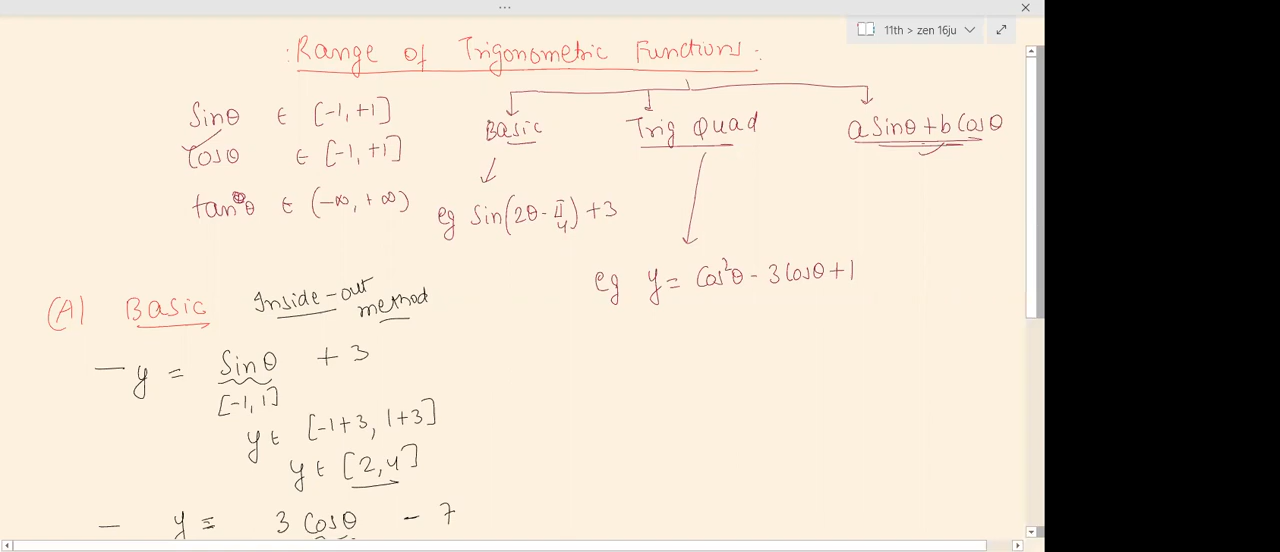 11th > zen 16ju
: Range of Trigonometric Functions :
Sinθ ∈ [-1, +1]
Cosθ ∈ [-1, +1]
tanθ ∈ (-∞, +∞)
Basic
Trig Quad
a Sinθ + b Cosθ
eg Sin(2θ - π/4) + 3
eg y = Cos²θ - 3 Cosθ + 1
(A) Basic Inside-out method
- y = Sinθ + 3
[-1, 1]
y ∈ [-1+3, 1+3]
y ∈ [2, 4]
- y = 3 Cosθ - 7